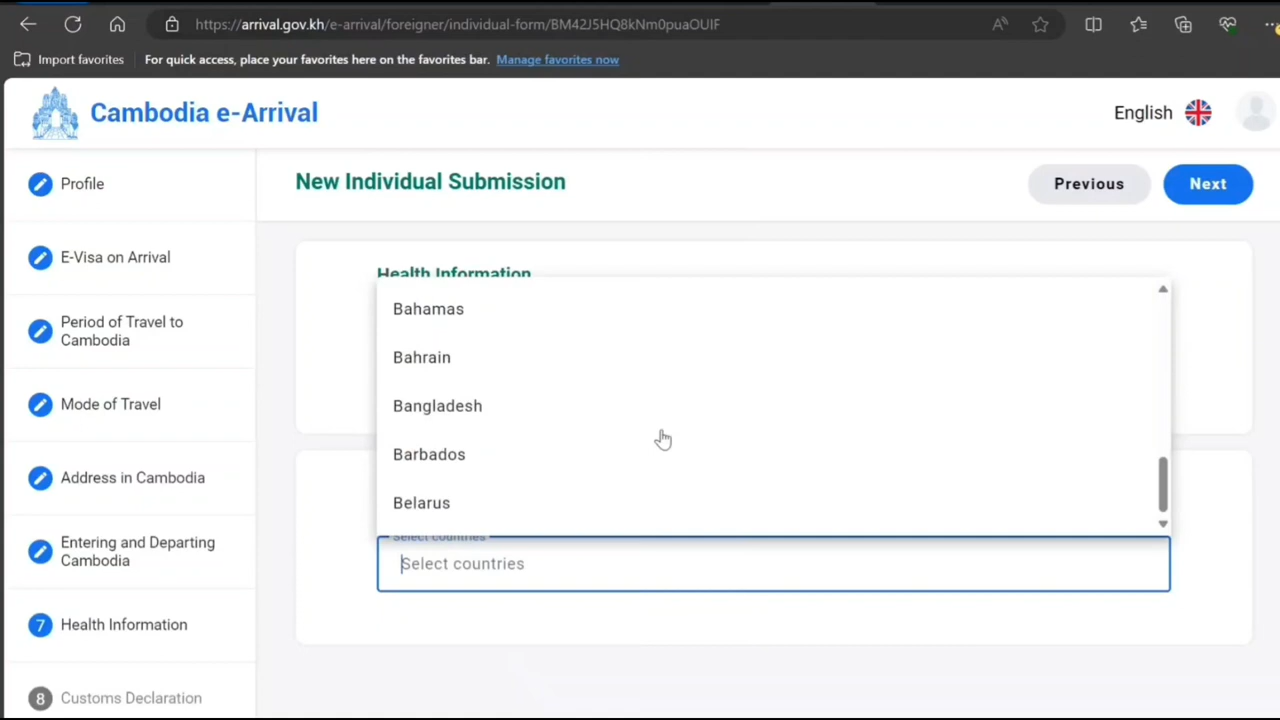 https://arrival.gov.kh/e-arrival/foreigner/individual-form/BM42J5HQ8kNm0puaOUIF
Import favorites
For quick access, place your favorites here on the favorites bar. Manage favorites now
Cambodia e-Arrival
English
Profile
E-Visa on Arrival
Period of Travel to
Cambodia
Mode of Travel
Address in Cambodia
Entering and Departing
Cambodia
7 Health Information
8 Customs Declaration
New Individual Submission
Previous
Next
Health Information
Bahamas
Bahrain
Bangladesh
Barbados
Belarus
Select countries
Select countries